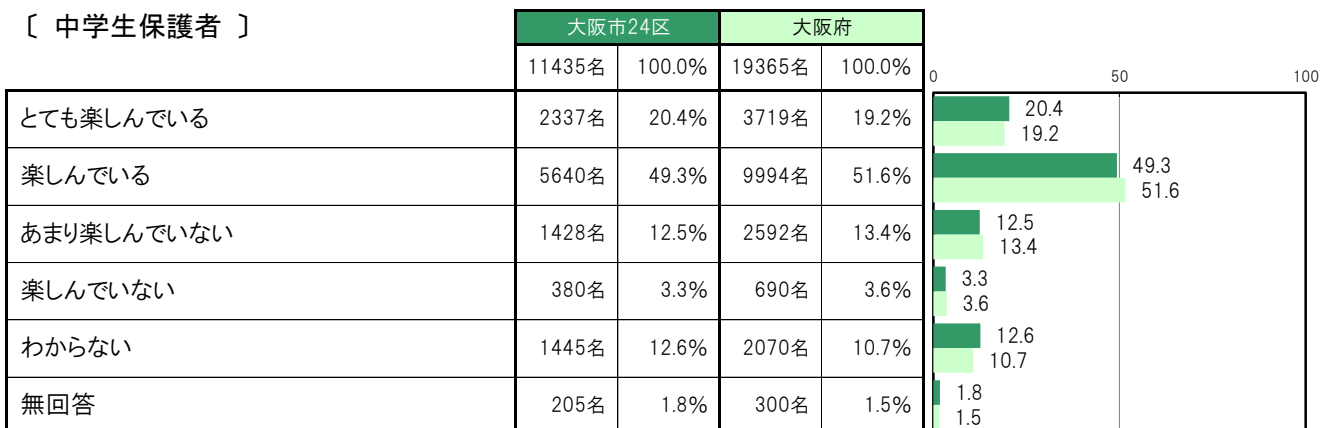 〔 中学生保護者 〕
大阪市24区 大阪府
11435名 100.0% 19365名 100.0%
0 50 100
とても楽しんでいる 2337名 20.4% 3719名 19.2%
20.4
19.2
楽しんでいる 5640名 49.3% 9994名 51.6%
49.3
51.6
あまり楽しんでいない 1428名 12.5% 2592名 13.4%
12.5
13.4
楽しんでいない 380名 3.3% 690名 3.6%
3.3
3.6
わからない 1445名 12.6% 2070名 10.7%
12.6
10.7
無回答 205名 1.8% 300名 1.5%
1.8
1.5